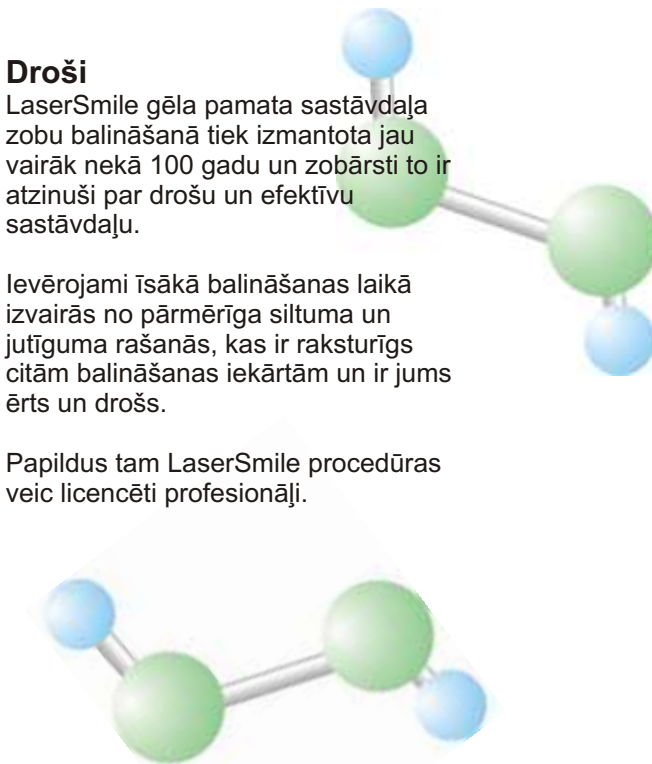 Droši
LaserSmile gēla pamata sastāvdaļa
zobu balināšanā tiek izmantota jau
vairāk nekā 100 gadu un zobārsti to ir
atzinuši par drošu un efektīvu
sastāvdaļu.
Ievērojami īsākā balināšanas laikā
izvairās no pārmērīga siltuma un
jutīguma rašanās, kas ir raksturīgs
citām balināšanas iekārtām un ir jums
ērts un drošs.
Papildus tam LaserSmile procedūras
veic licencēti profesionāļi.